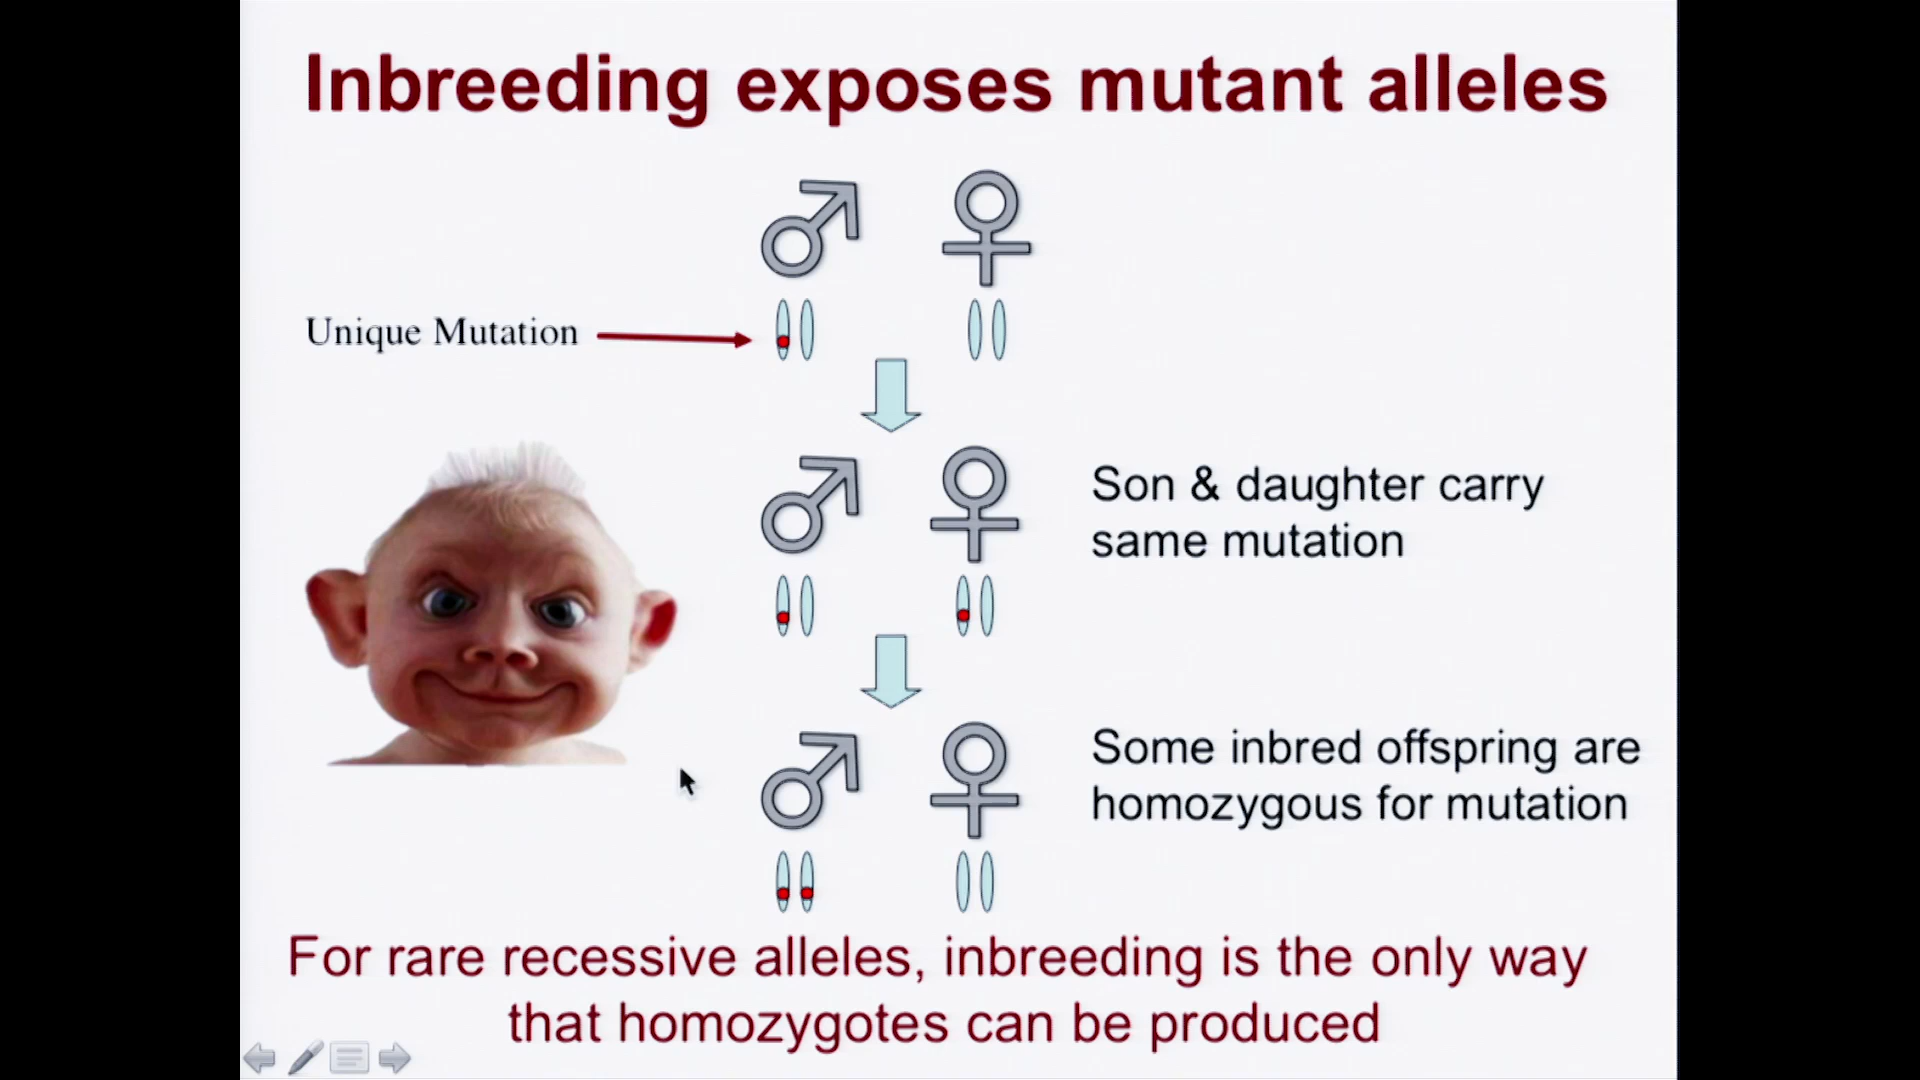 Inbreeding exposes mutant alleles
Unique Mutation
Son & daughter carry
same mutation
Some inbred offspring are
homozygous for mutation
For rare recessive alleles, inbreeding is the only way
that homozygotes can be produced